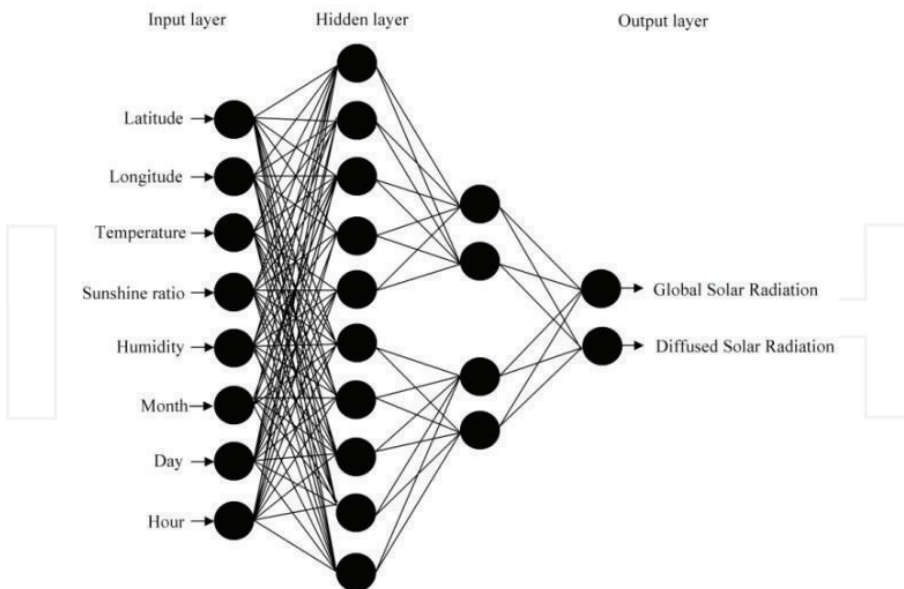 Input layer
Hidden layer
Output layer
Latitude
Longitude
Temperature
Sunshine ratio
Humidity
Month
Day
Hour
Global Solar Radiation
Diffused Solar Radiation